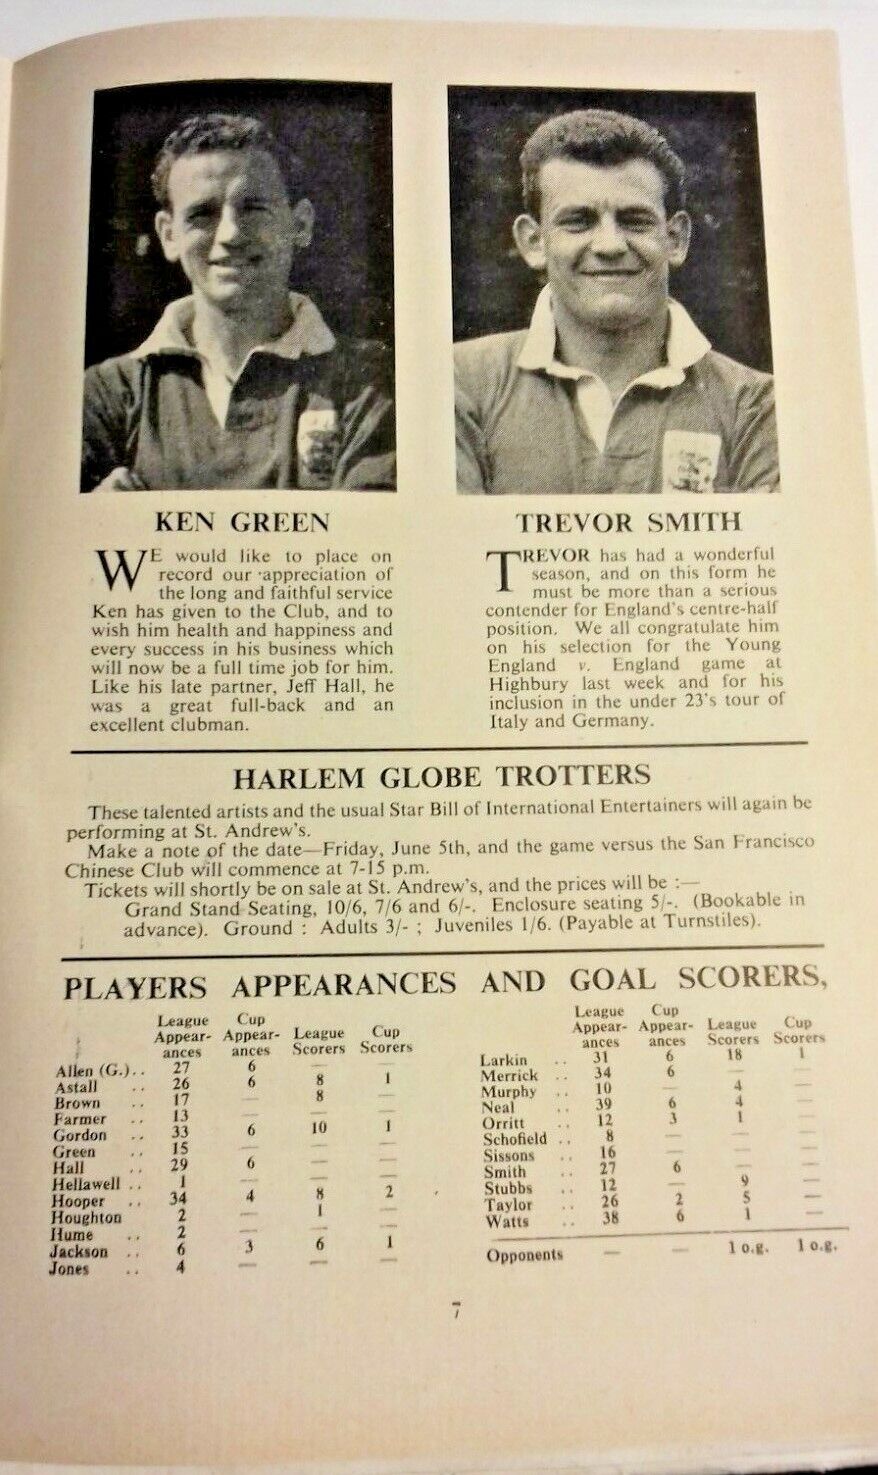 KEN GREEN
WE would like to place on
record our appreciation of
the long and faithful service
Ken has given to the Club, and to
wish him health and happiness and
every success in his business which
will now be a full time job for him.
Like his late partner, Jeff Hall, he
was a great full-back and an
excellent clubman.
TREVOR SMITH
TREVOR has had a wonderful
season, and on this form he
must be more than a serious
contender for England's centre-half
position. We all congratulate him
on his selection for the Young
England v. England game at
Highbury last week and for his
inclusion in the under 23's tour of
Italy and Germany.
HARLEM GLOBE TROTTERS
These talented artists and the usual Star Bill of International Entertainers will again be
performing at St. Andrew's.
Make a note of the date—Friday, June 5th, and the game versus the San Francisco
Chinese Club will commence at 7-15 p.m.
Tickets will shortly be on sale at St. Andrew's, and the prices will be :—
Grand Stand Seating, 10/6, 7/6 and 6/-. Enclosure seating 5/-. (Bookable in
advance). Ground : Adults 3/- ; Juveniles 1/6. (Payable at Turnstiles).
PLAYERS APPEARANCES AND GOAL SCORERS,
League Cup
Appear- Appear- League Cup
ances ances Scorers Scorers
Allen (G.).. 27 6 — —
Astall .. 26 6 8 1
Brown .. 17 — 8 —
Farmer .. 13 — — —
Gordon .. 33 6 10 1
Green .. 15 — — —
Hall .. 29 6 — —
Hellawell .. 1 — — —
Hooper .. 34 4 8 2
Houghton 2 — 1 —
Hume .. 2 — — —
Jackson .. 6 3 6 1
Jones .. 4 — — —
League Cup
Appear- Appear- League Cup
ances ances Scorers Scorers
Larkin .. 31 6 18 1
Merrick .. 34 6 — —
Murphy .. 10 — 4 —
Neal .. 39 6 4 —
Orritt .. 12 3 1 —
Schofield .. 8 — — —
Sissons .. 16 — — —
Smith .. 27 6 — —
Stubbs .. 12 — 9 —
Taylor .. 26 2 5 —
Watts .. 38 6 1 —
Opponents — — 1 o.g. 1 o.g.
7